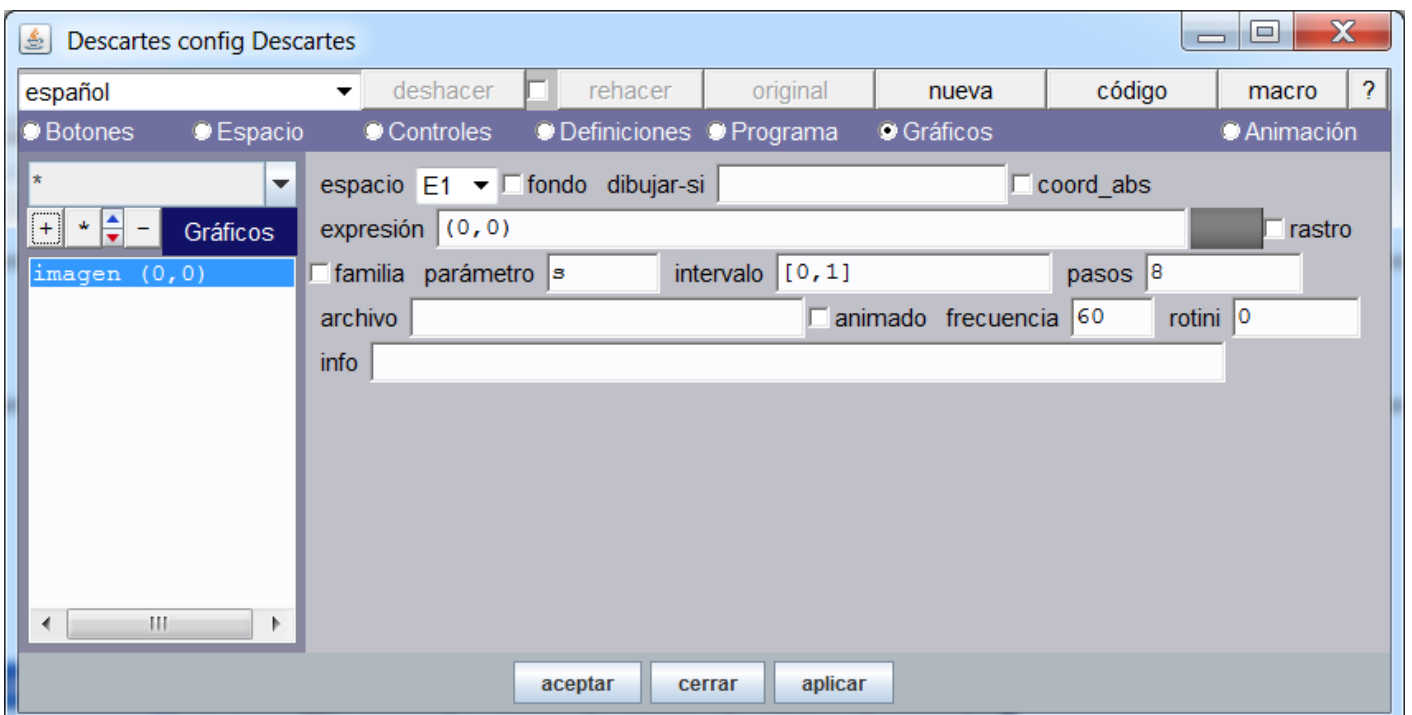 Descartes config Descartes
español deshacer rehacer original nueva código macro ?
Botones Espacio Controles Definiciones Programa Gráficos Animación
* espacio E1 fondo dibujar-si coord_abs
+ * - Gráficos expresión (0,0) rastro
imagen (0,0) familia parámetro s intervalo [0,1] pasos 8
archivo animado frecuencia 60 rotini 0
info
aceptar cerrar aplicar